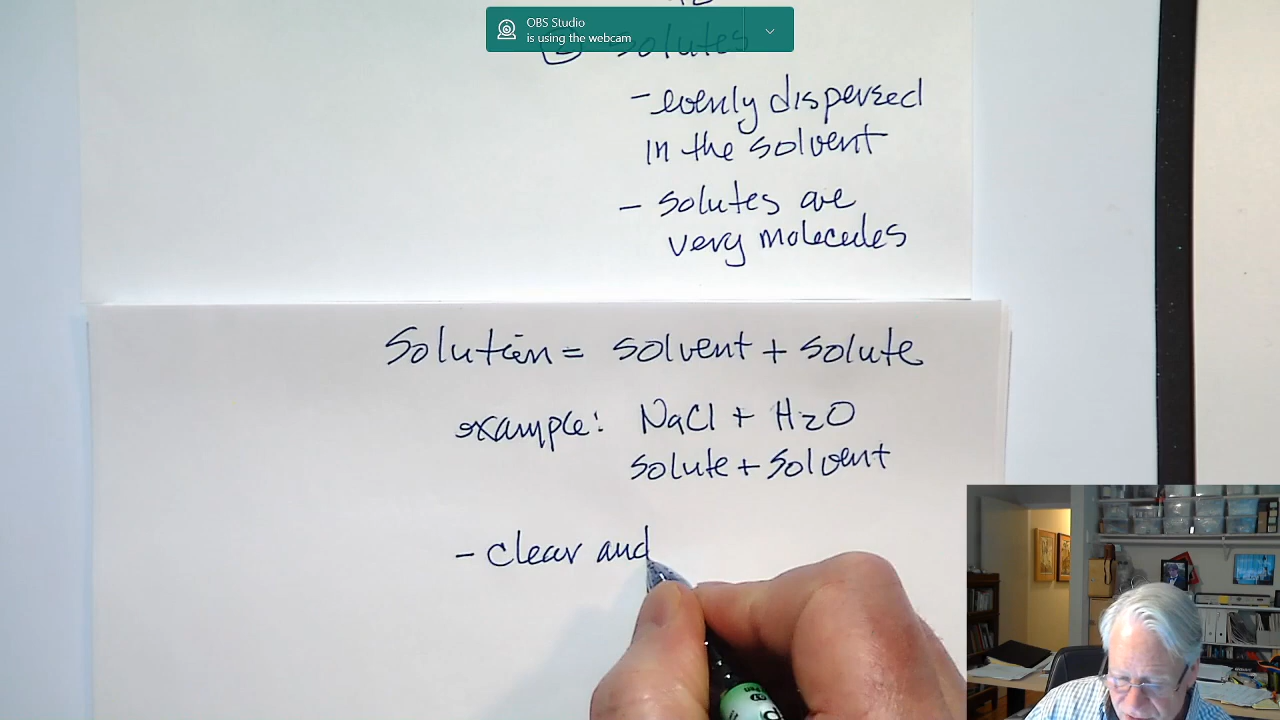 OBS Studio
is using the webcam
② solutes
- evenly dispersed
in the solvent
- solutes are
very molecules
Solution = solvent + solute
example: NaCl + H2O
solute + solvent
- clear and